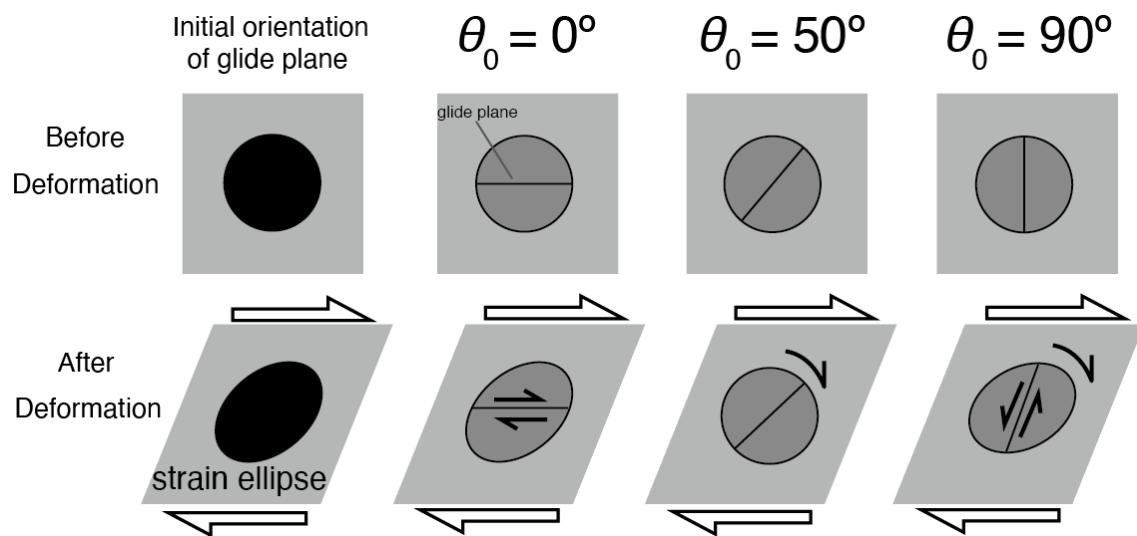 Initial orientation
of glide plane
θ₀ = 0º
θ₀ = 50º
θ₀ = 90º
Before
Deformation
glide plane
After
Deformation
strain ellipse